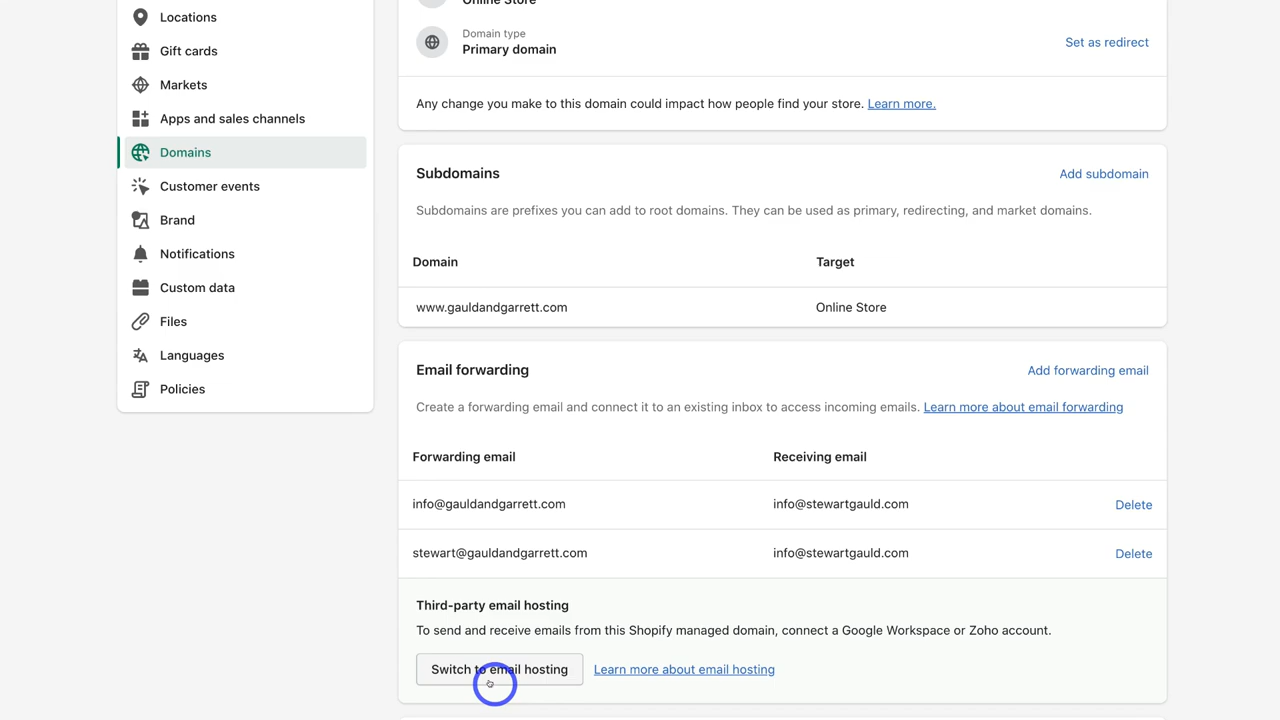 Locations
Gift cards
Markets
Apps and sales channels
Domains
Customer events
Brand
Notifications
Custom data
Files
Languages
Policies
Online Store
Domain type
Primary domain
Set as redirect
Any change you make to this domain could impact how people find your store. Learn more.
Subdomains
Add subdomain
Subdomains are prefixes you can add to root domains. They can be used as primary, redirecting, and market domains.
Domain Target
www.gauldandgarrett.com Online Store
Email forwarding
Add forwarding email
Create a forwarding email and connect it to an existing inbox to access incoming emails. Learn more about email forwarding
Forwarding email Receiving email
info@gauldandgarrett.com info@stewartgauld.com Delete
stewart@gauldandgarrett.com info@stewartgauld.com Delete
Third-party email hosting
To send and receive emails from this Shopify managed domain, connect a Google Workspace or Zoho account.
Switch to email hosting Learn more about email hosting